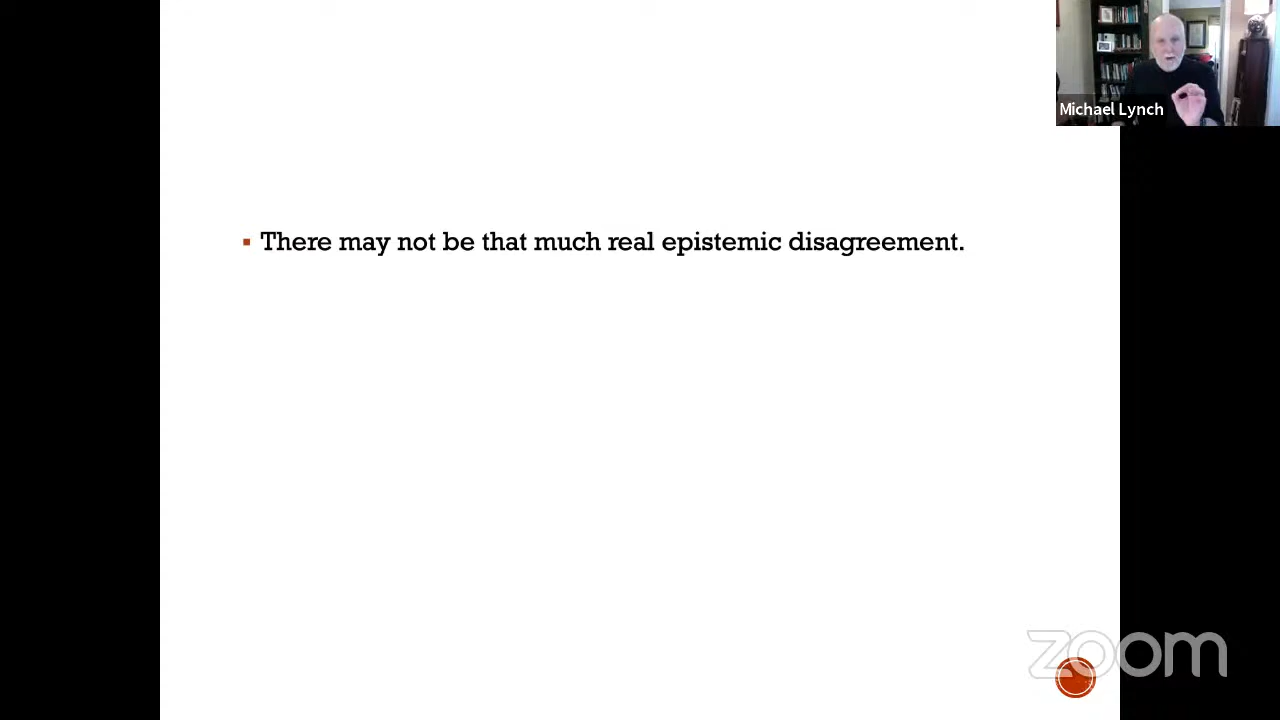 Michael Lynch
There may not be that much real epistemic disagreement.
zoom